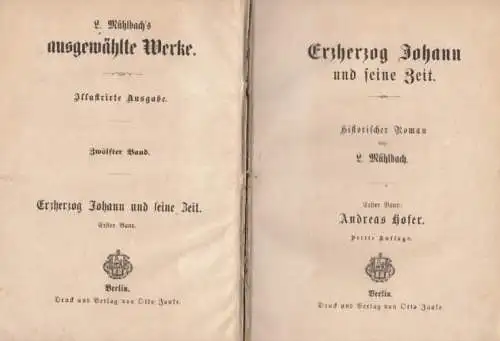 L. Mühlbach's
ausgewählte Werke.
Illustrirte Ausgabe.
Zwölfter Band.
Erzherzog Johann und seine Zeit.
Erster Band.
Berlin.
Druck und Verlag von Otto Janke.
Erzherzog Johann
und seine Zeit.
Historischer Roman
von
L. Mühlbach.
Erster Band:
Andreas Hofer.
Dritte Auflage.
Berlin.
Druck und Verlag von Otto Janke.